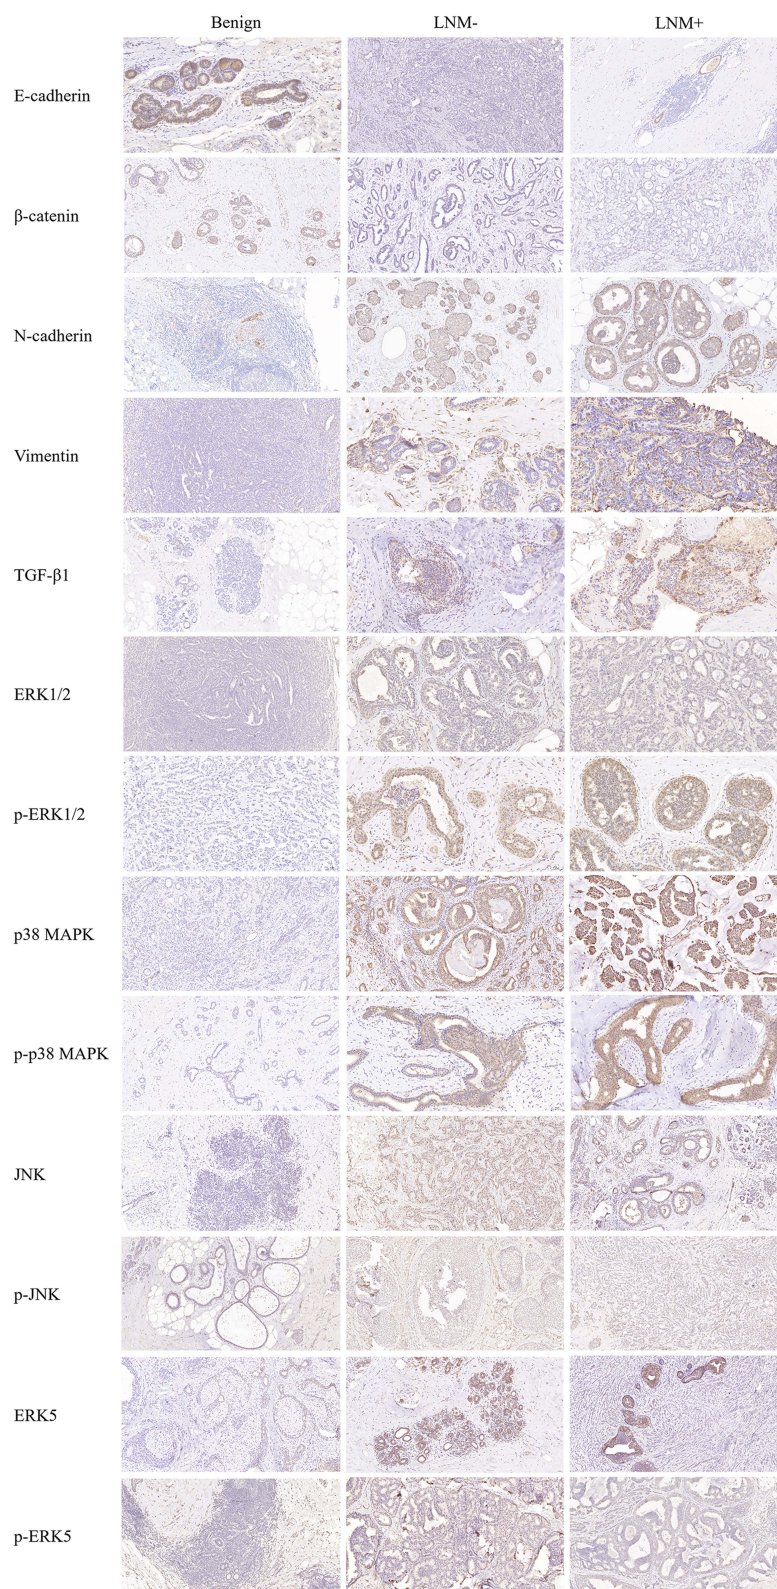 Benign LNM- LNM+
E-cadherin
β-catenin
N-cadherin
Vimentin
TGF-β1
ERK1/2
p-ERK1/2
p38 MAPK
p-p38 MAPK
JNK
p-JNK
ERK5
p-ERK5